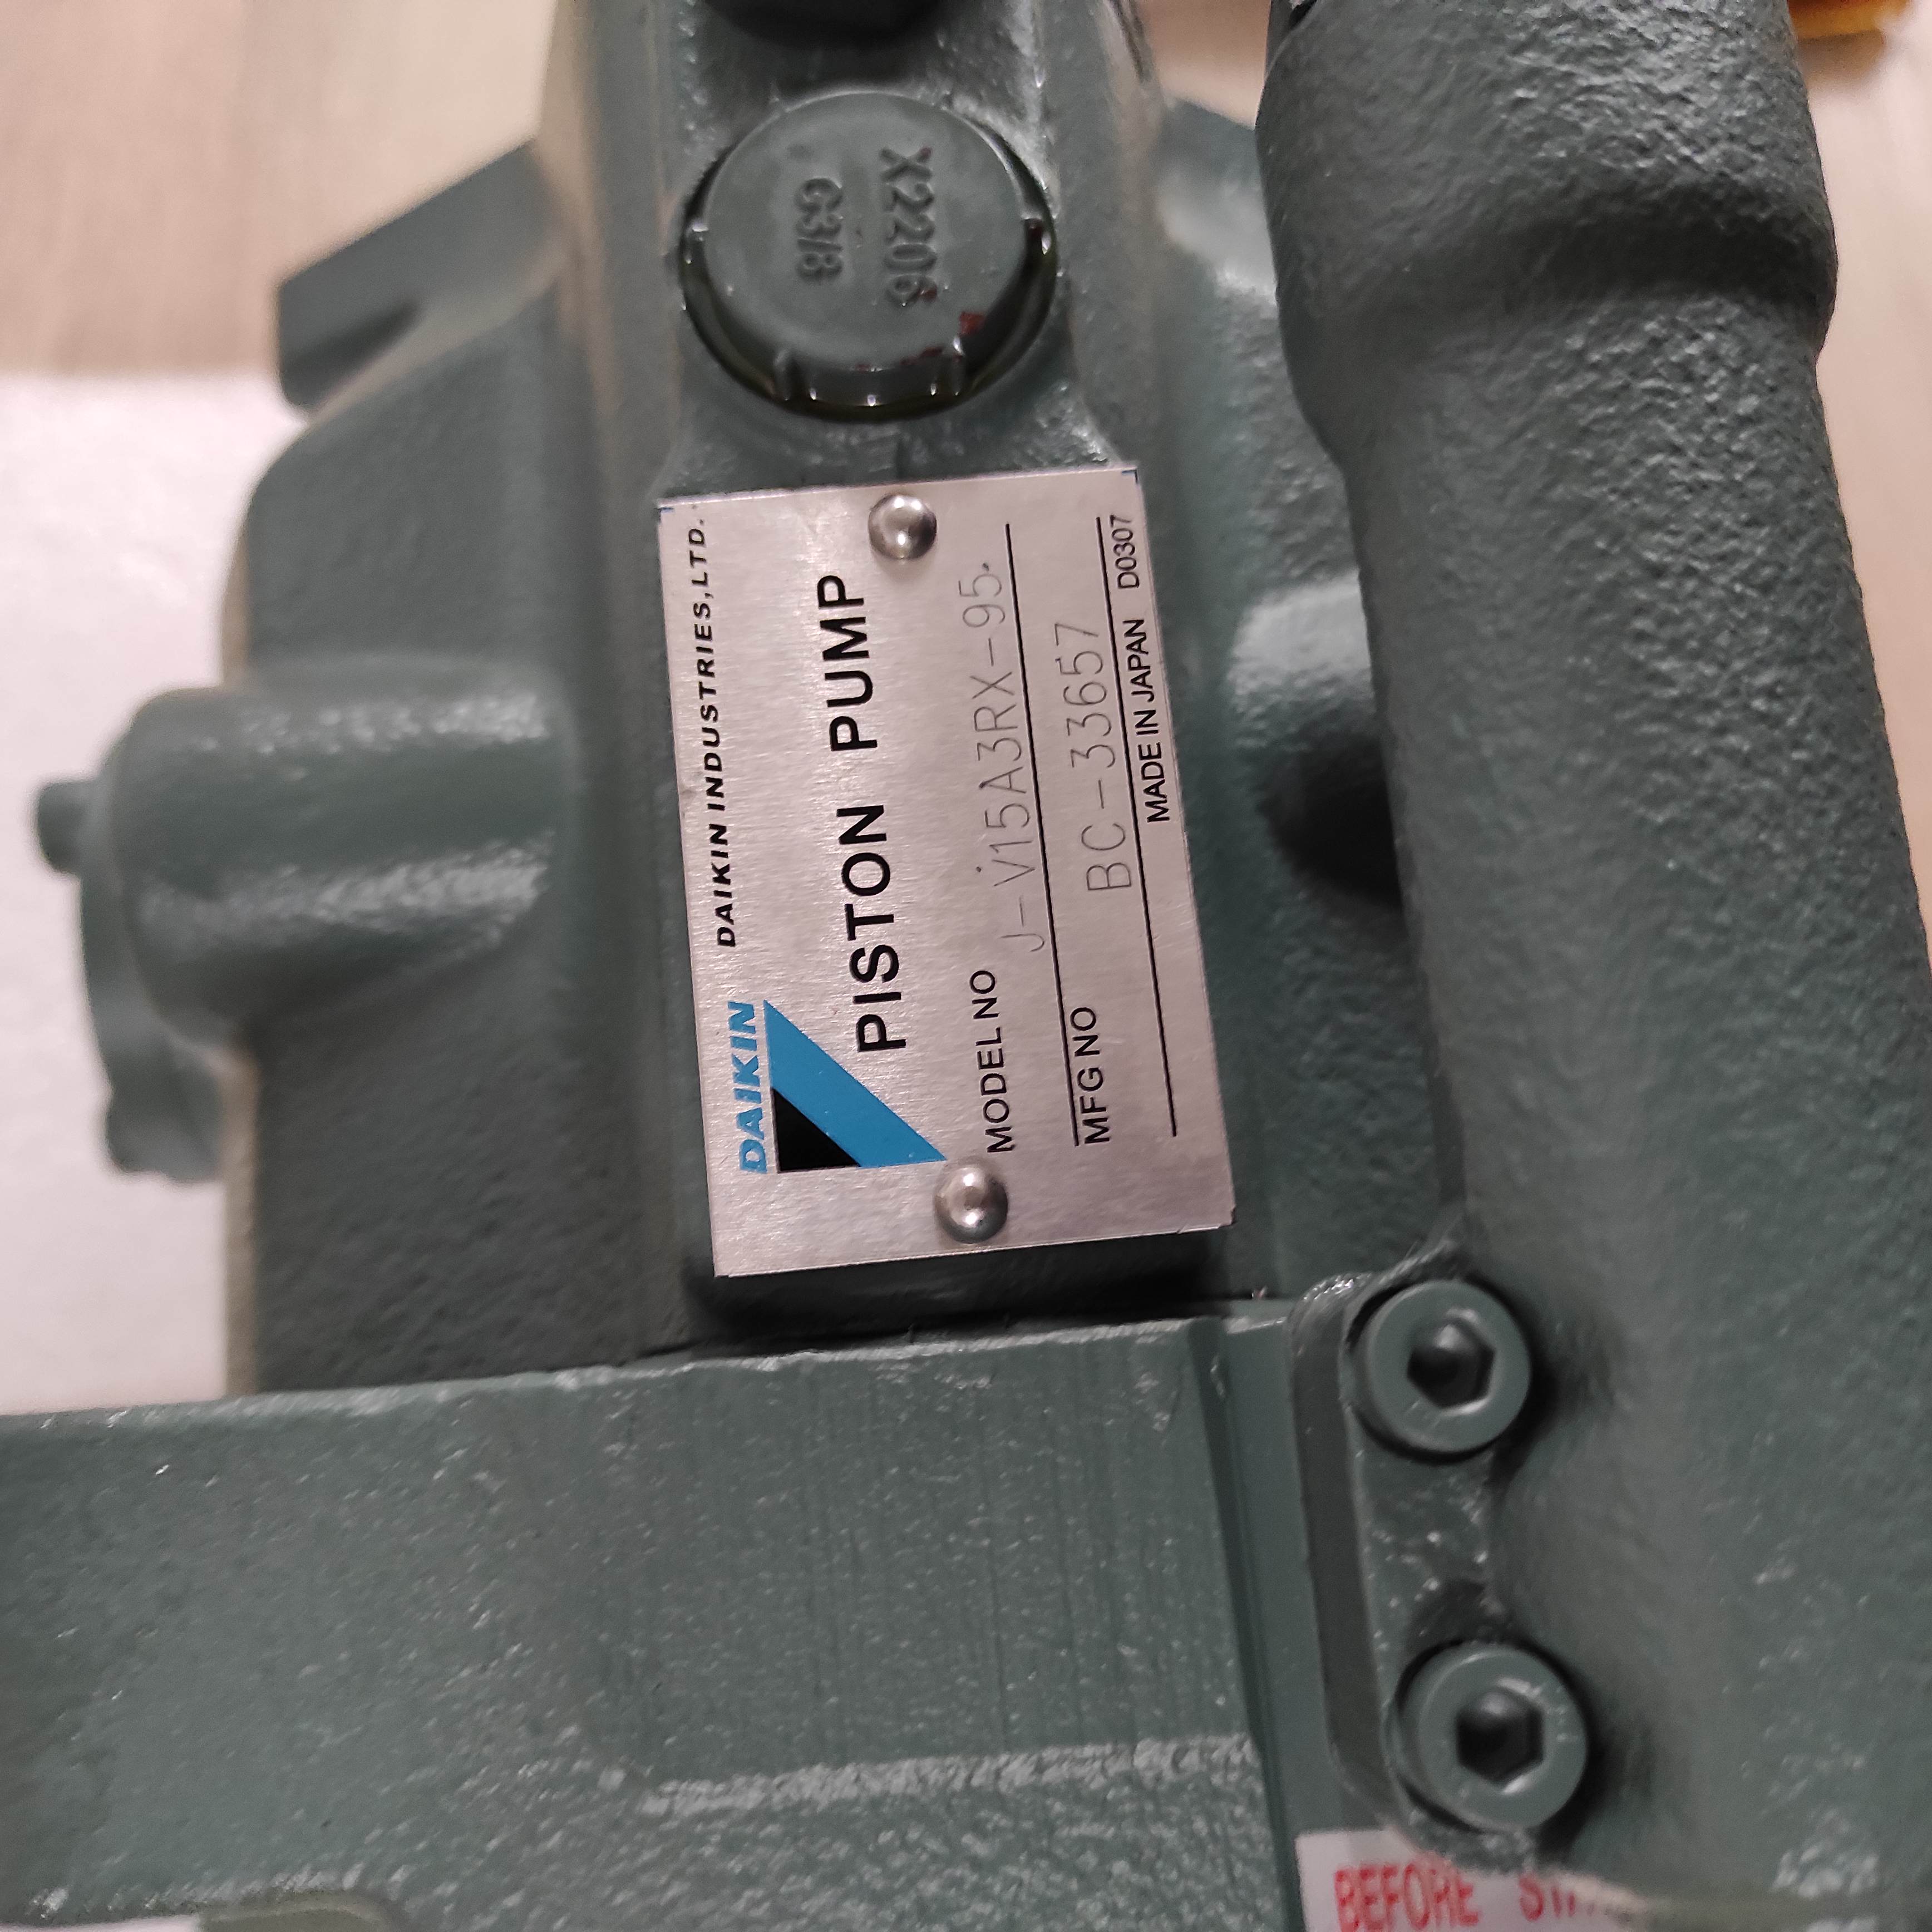 X2206
G3/8
DAIKIN
DAIKIN INDUSTRIES,LTD.
PISTON PUMP
MODEL NO J-V15A3RX-95.
MFG NO BC-33657
MADE IN JAPAN D0307
BEFORE